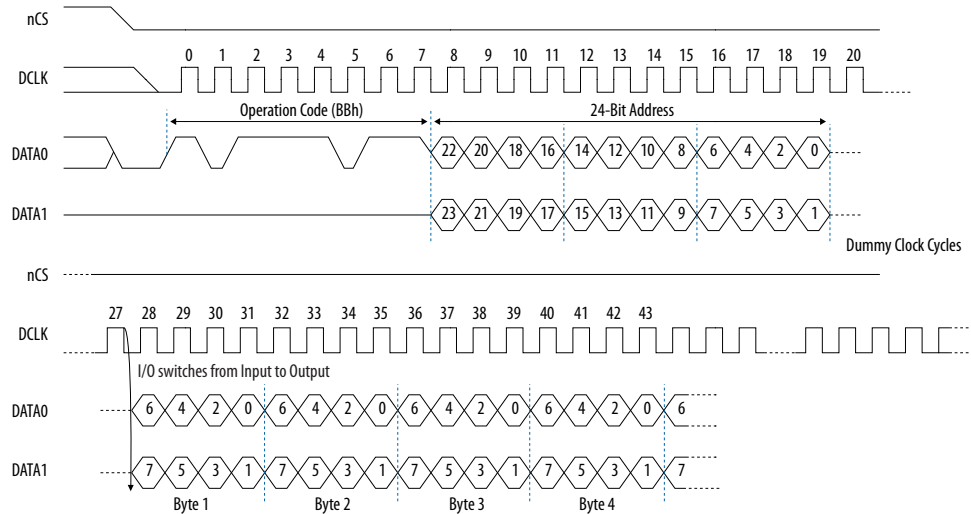 nCS
0 1 2 3 4 5 6 7 8 9 10 11 12 13 14 15 16 17 18 19 20
DCLK
Operation Code (BBh) 24-Bit Address
DATA0 22 20 18 16 14 12 10 8 6 4 2 0
DATA1 23 21 19 17 15 13 11 9 7 5 3 1
Dummy Clock Cycles
nCS
27 28 29 30 31 32 33 34 35 36 37 38 39 40 41 42 43
DCLK
I/O switches from Input to Output
DATA0 6 4 2 0 6 4 2 0 6 4 2 0 6 4 2 0 6
DATA1 7 5 3 1 7 5 3 1 7 5 3 1 7 5 3 1 7
Byte 1 Byte 2 Byte 3 Byte 4